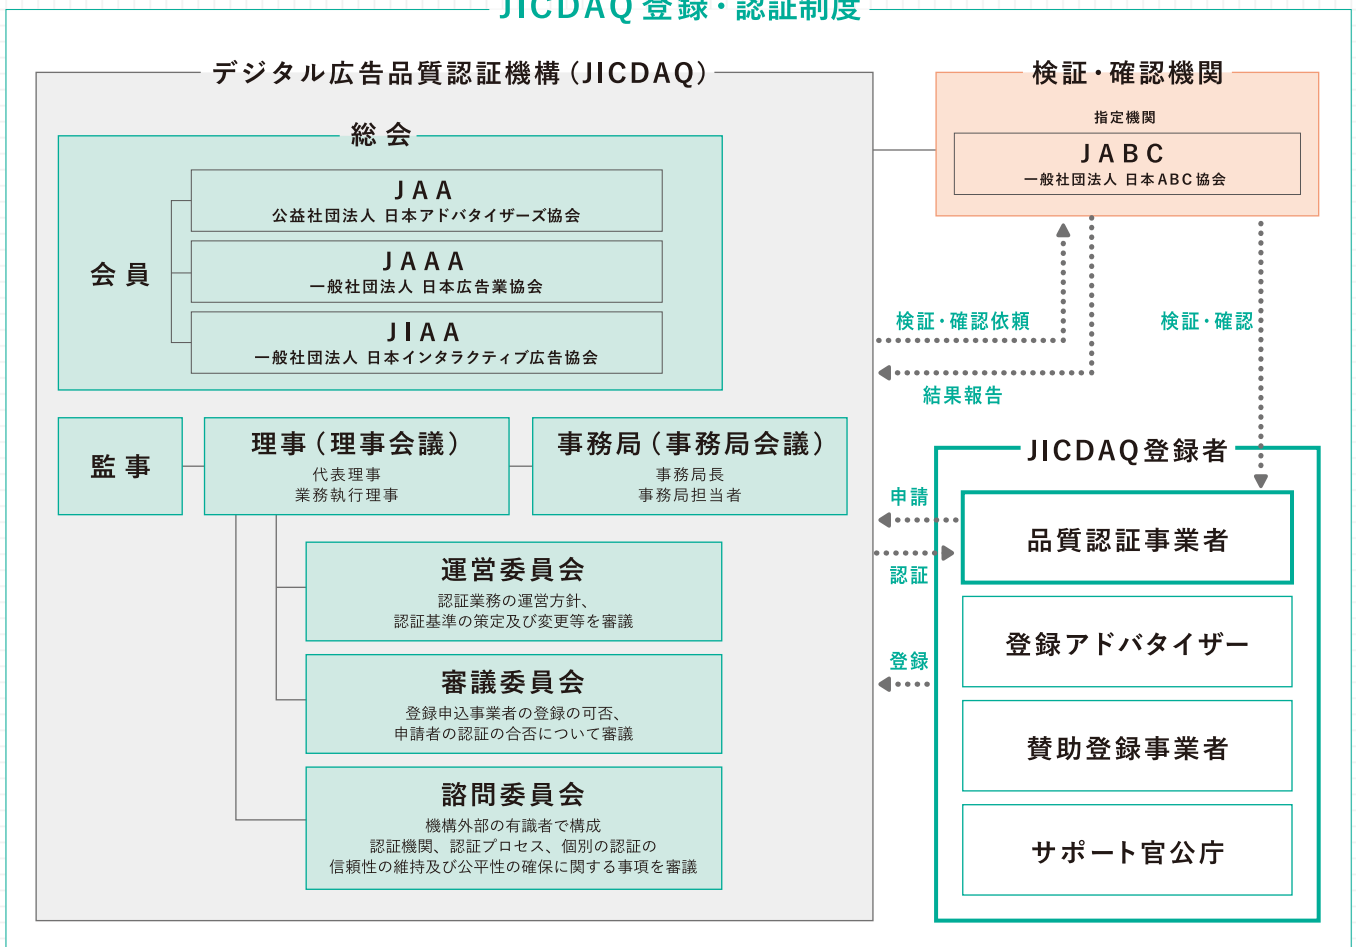 JICDAQ 登録・認証制度
デジタル広告品質認証機構（JICDAQ）
総会
会員
JAA
公益社団法人 日本アドバタイザーズ協会
JAAA
一般社団法人 日本広告業協会
JIAA
一般社団法人 日本インタラクティブ広告協会
監事
理事（理事会議）
代表理事
業務執行理事
事務局（事務局会議）
事務局長
事務局担当者
運営委員会
認証業務の運営方針、
認証基準の策定及び変更等を審議
審議委員会
登録申込事業者の登録の可否、
申請者の認証の合否について審議
諮問委員会
機構外部の有識者で構成
認証機関、認証プロセス、個別の認証の
信頼性の維持及び公平性の確保に関する事項を審議
検証・確認機関
指定機関
JABC
一般社団法人 日本ABC協会
検証・確認依頼
結果報告
検証・確認
申請
認証
登録
JICDAQ登録者
品質認証事業者
登録アドバタイザー
賛助登録事業者
サポート官公庁